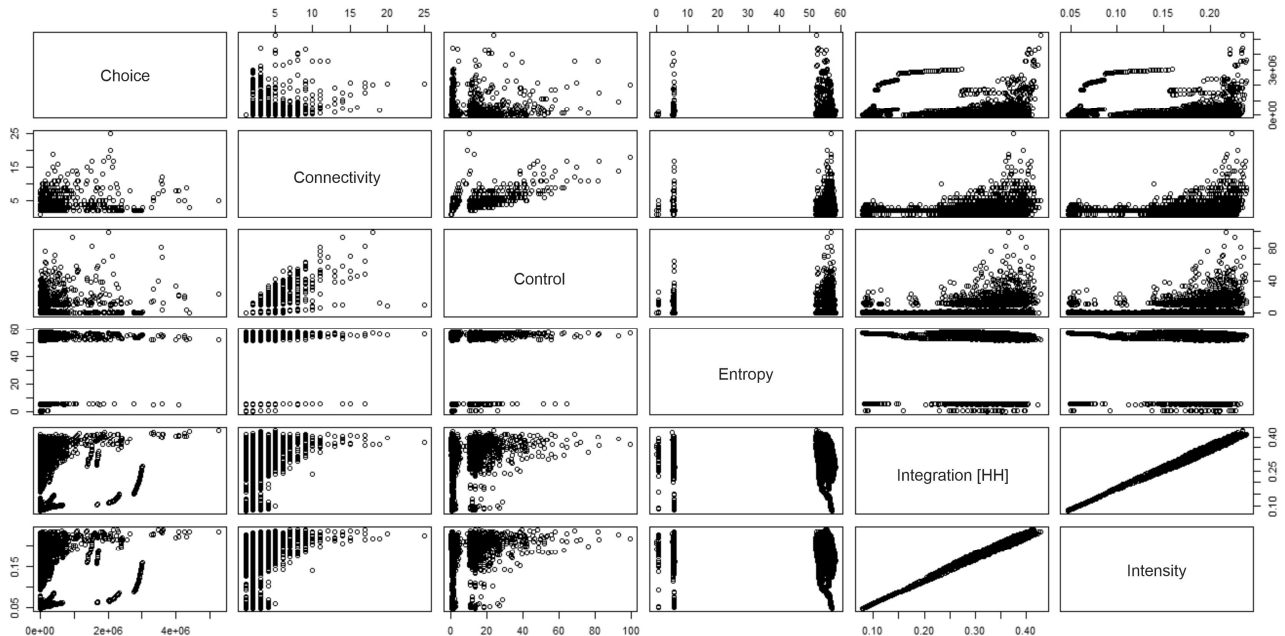 5 10 15 20 25 0 10 20 30 40 50 60 0.05 0.10 0.15 0.20
Choice 0e+00 3e+06
5 15 25 Connectivity
Control 0 40 80
0 20 40 60 Entropy
Integration [HH] 0.10 0.25 0.40
0.05 0.15 Intensity
0e+00 2e+06 4e+06 0 20 40 60 80 100 0.10 0.20 0.30 0.40